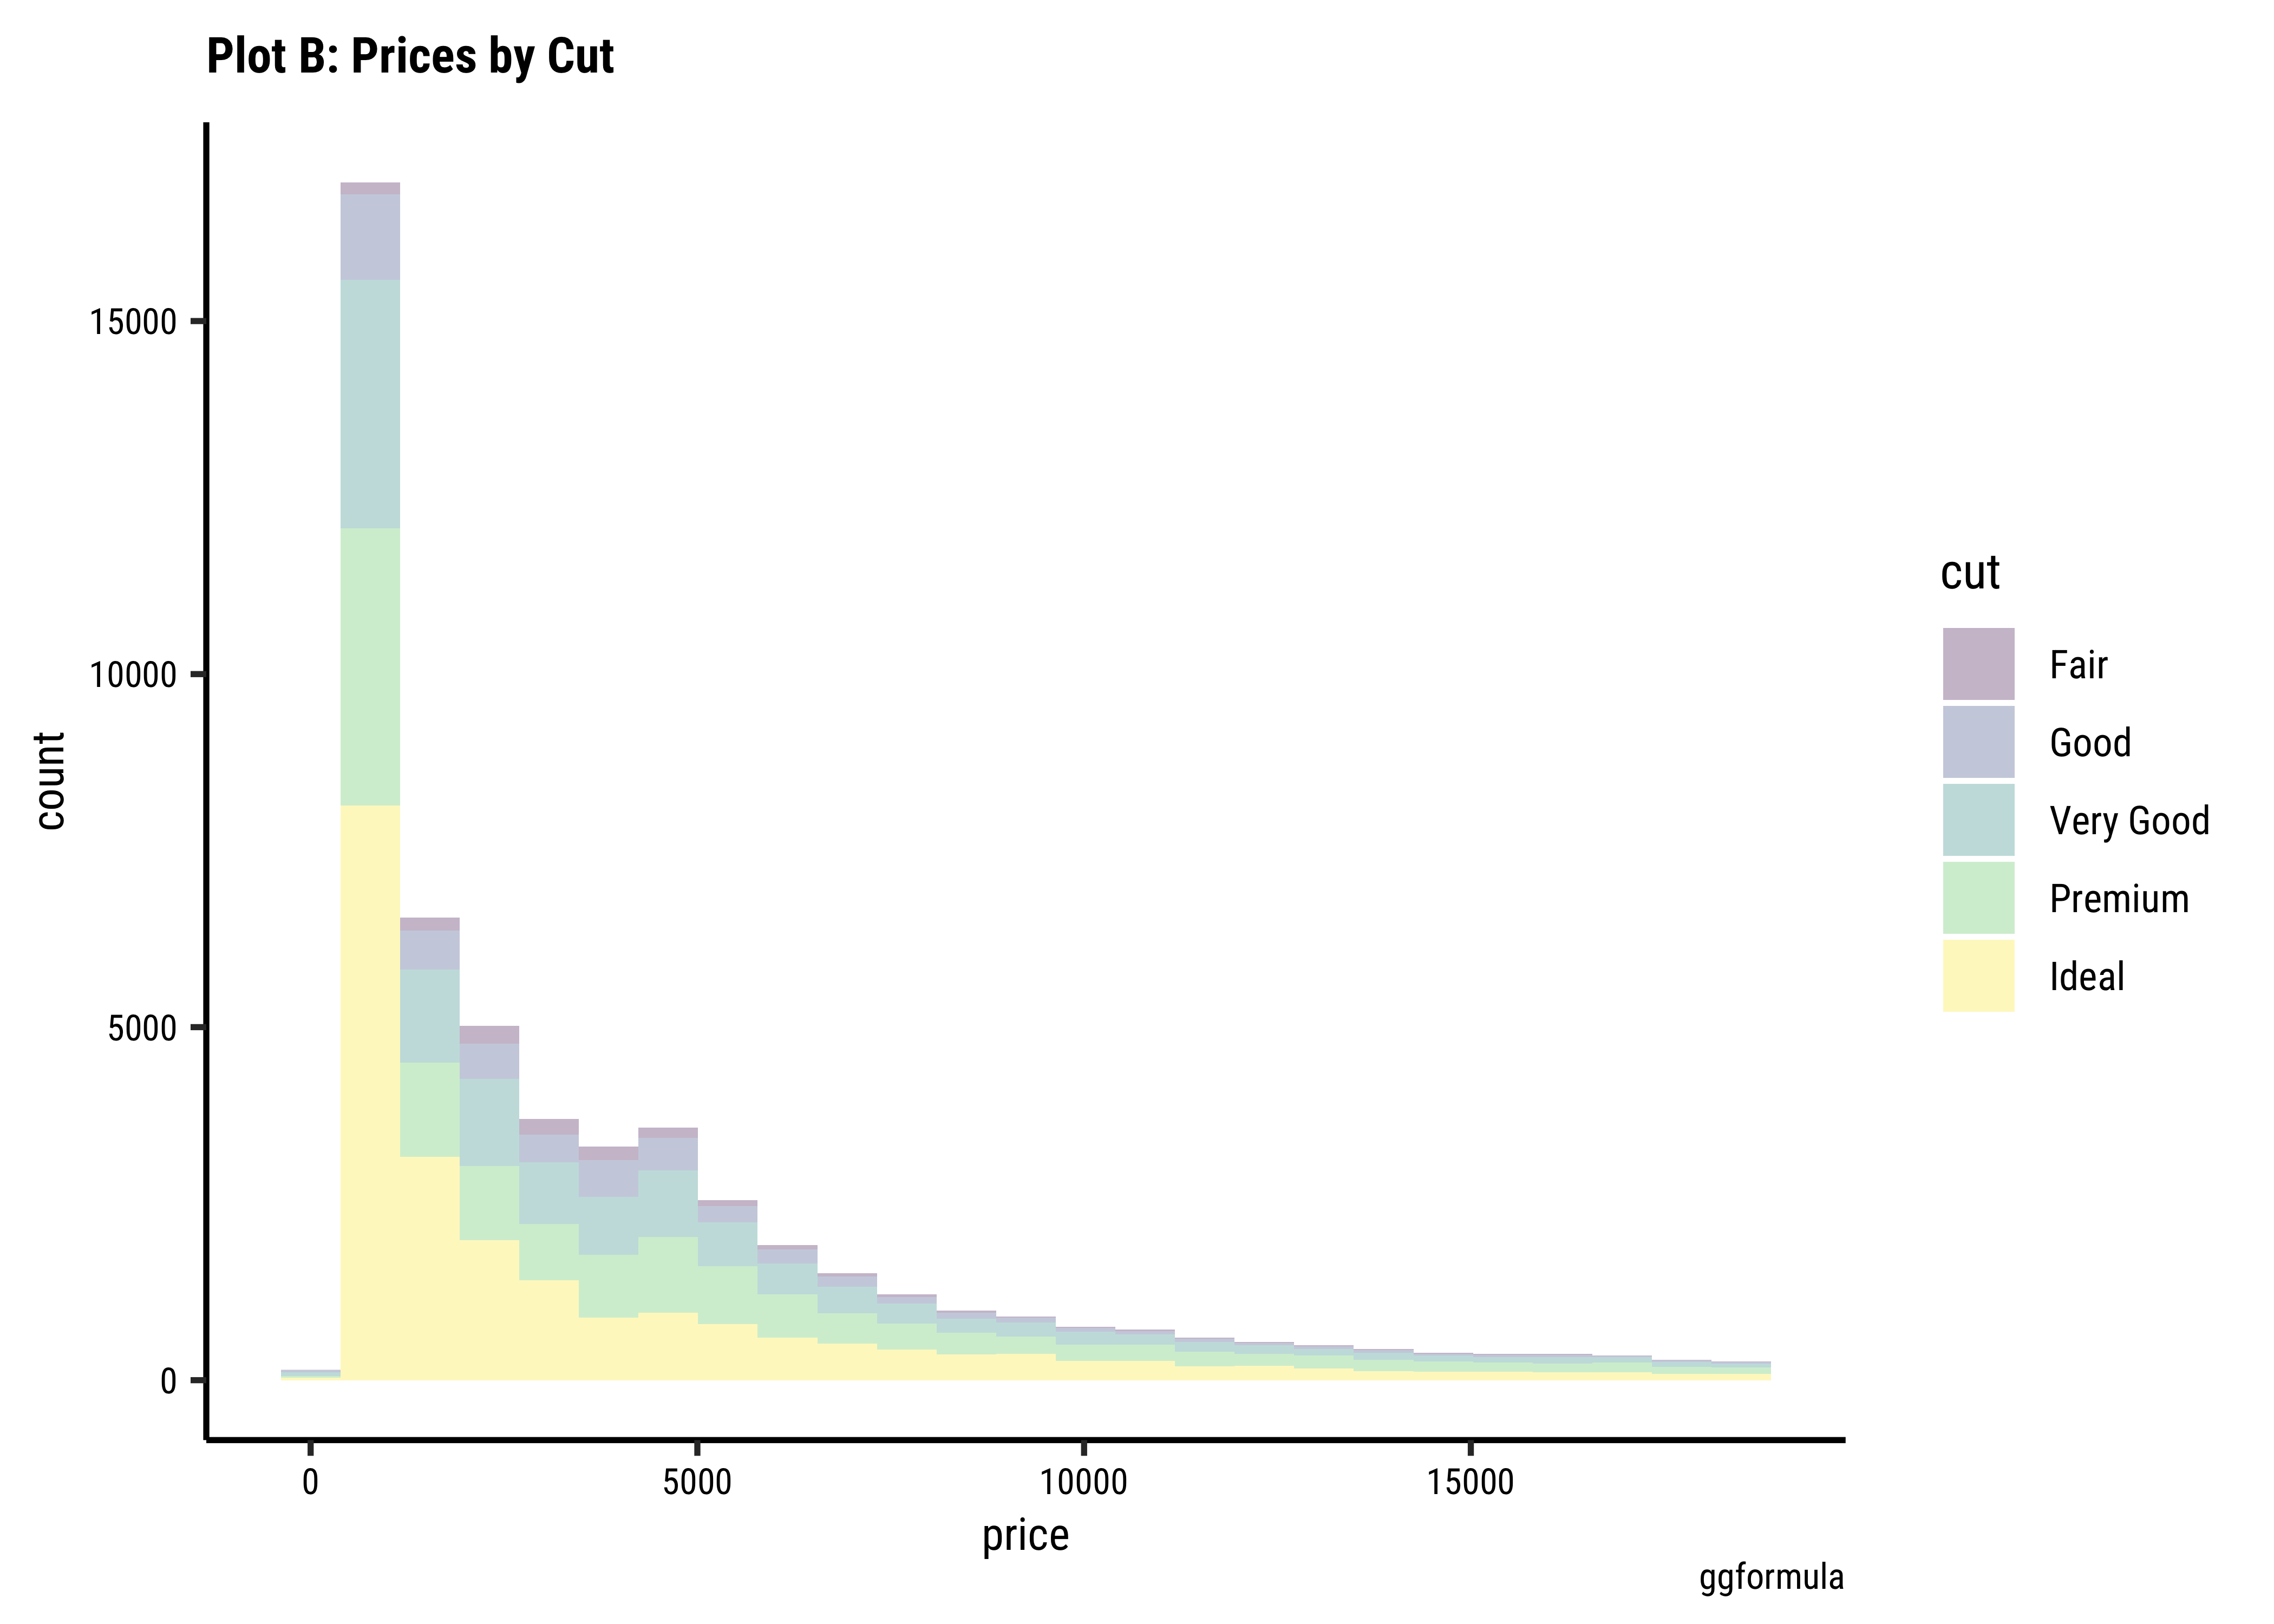 Plot B: Prices by Cut
15000
10000
5000
0
count
0 5000 10000 15000
price
cut
Fair
Good
Very Good
Premium
Ideal
ggformula